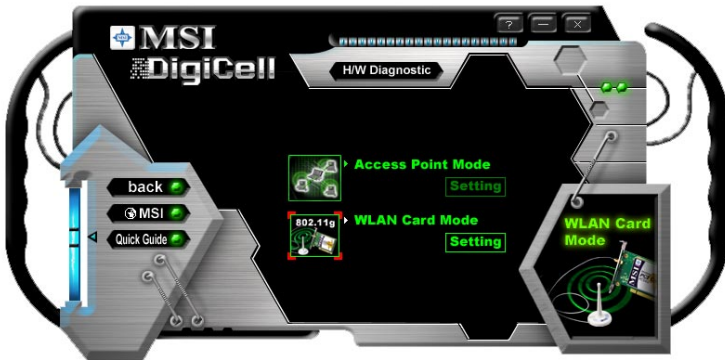 MSI
DigiCell
?
H/W Diagnostic
back
MSI
Quick Guide
Access Point Mode
Setting
802.11g
WLAN Card Mode
Setting
WLAN Card
Mode
MSI